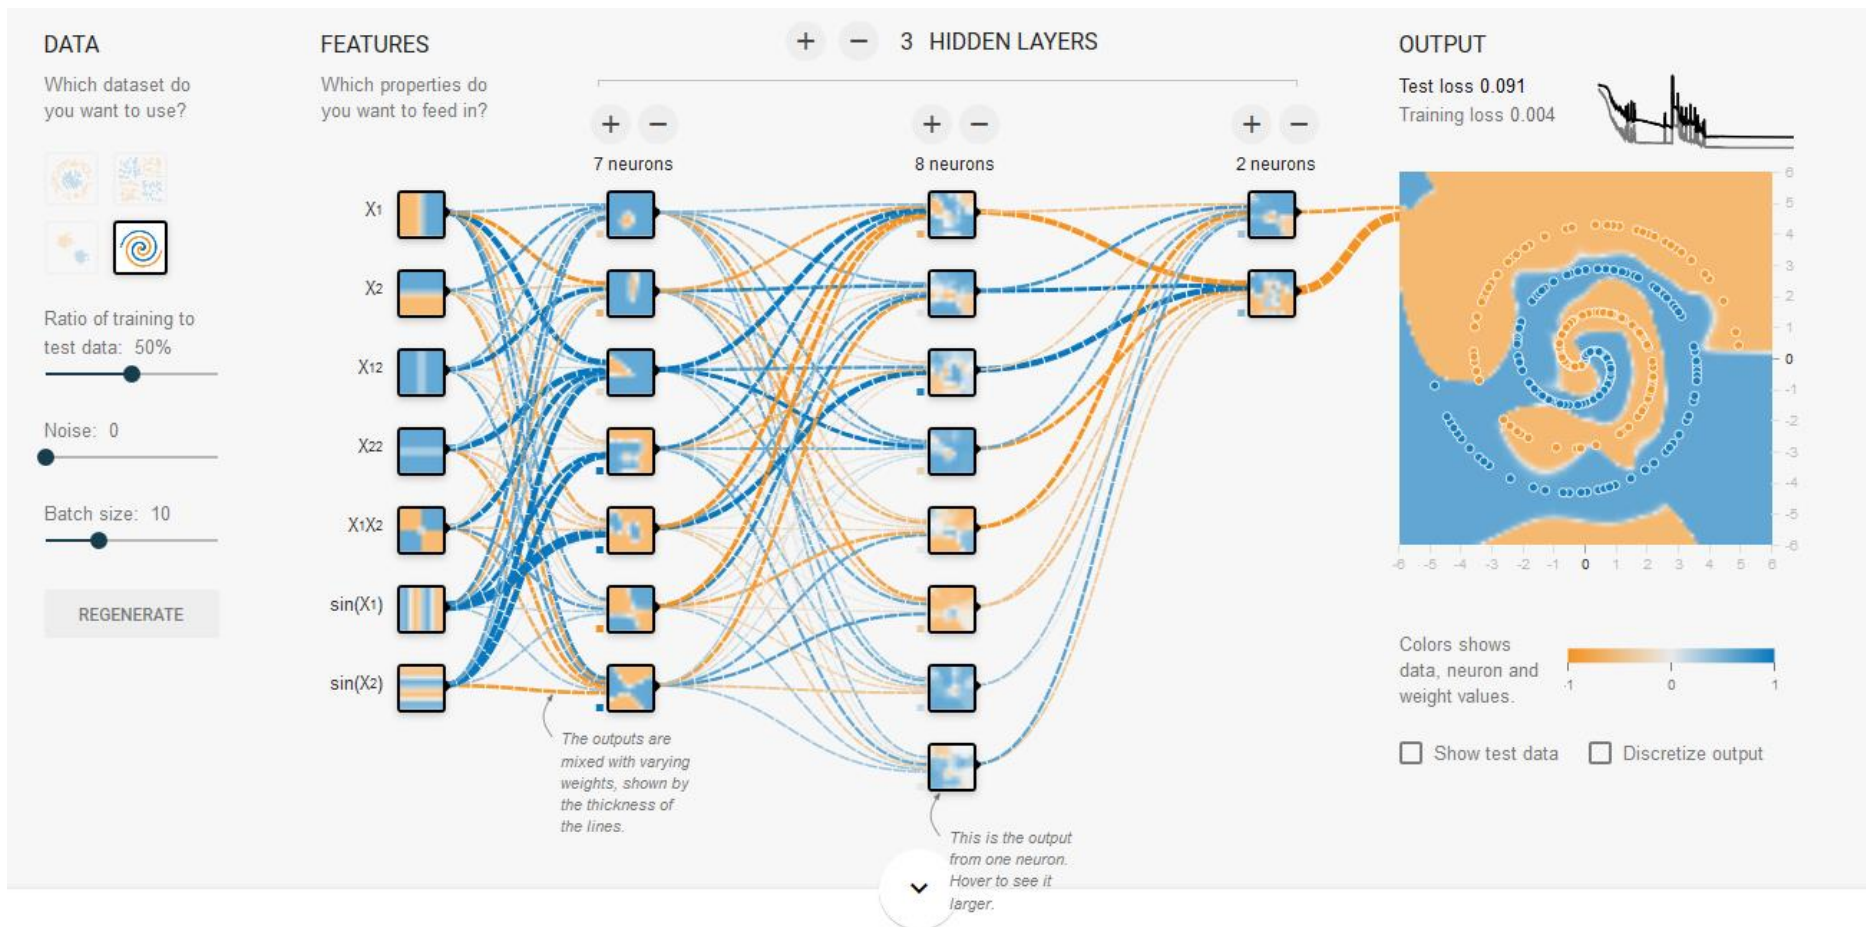 DATA
Which dataset do
you want to use?
Ratio of training to
test data: 50%
Noise: 0
Batch size: 10
REGENERATE
FEATURES
Which properties do
you want to feed in?
X1
X2
X12
X22
X1X2
sin(X1)
sin(X2)
+ − 3 HIDDEN LAYERS
+ −
7 neurons
+ −
8 neurons
+ −
2 neurons
The outputs are
mixed with varying
weights, shown by
the thickness of
the lines.
This is the output
from one neuron.
Hover to see it
larger.
OUTPUT
Test loss 0.091
Training loss 0.004
6
5
4
3
2
1
0
-1
-2
-3
-4
-5
-6
-6 -5 -4 -3 -2 -1 0 1 2 3 4 5 6
Colors shows
data, neuron and
weight values.
-1 0 1
Show test data
Discretize output